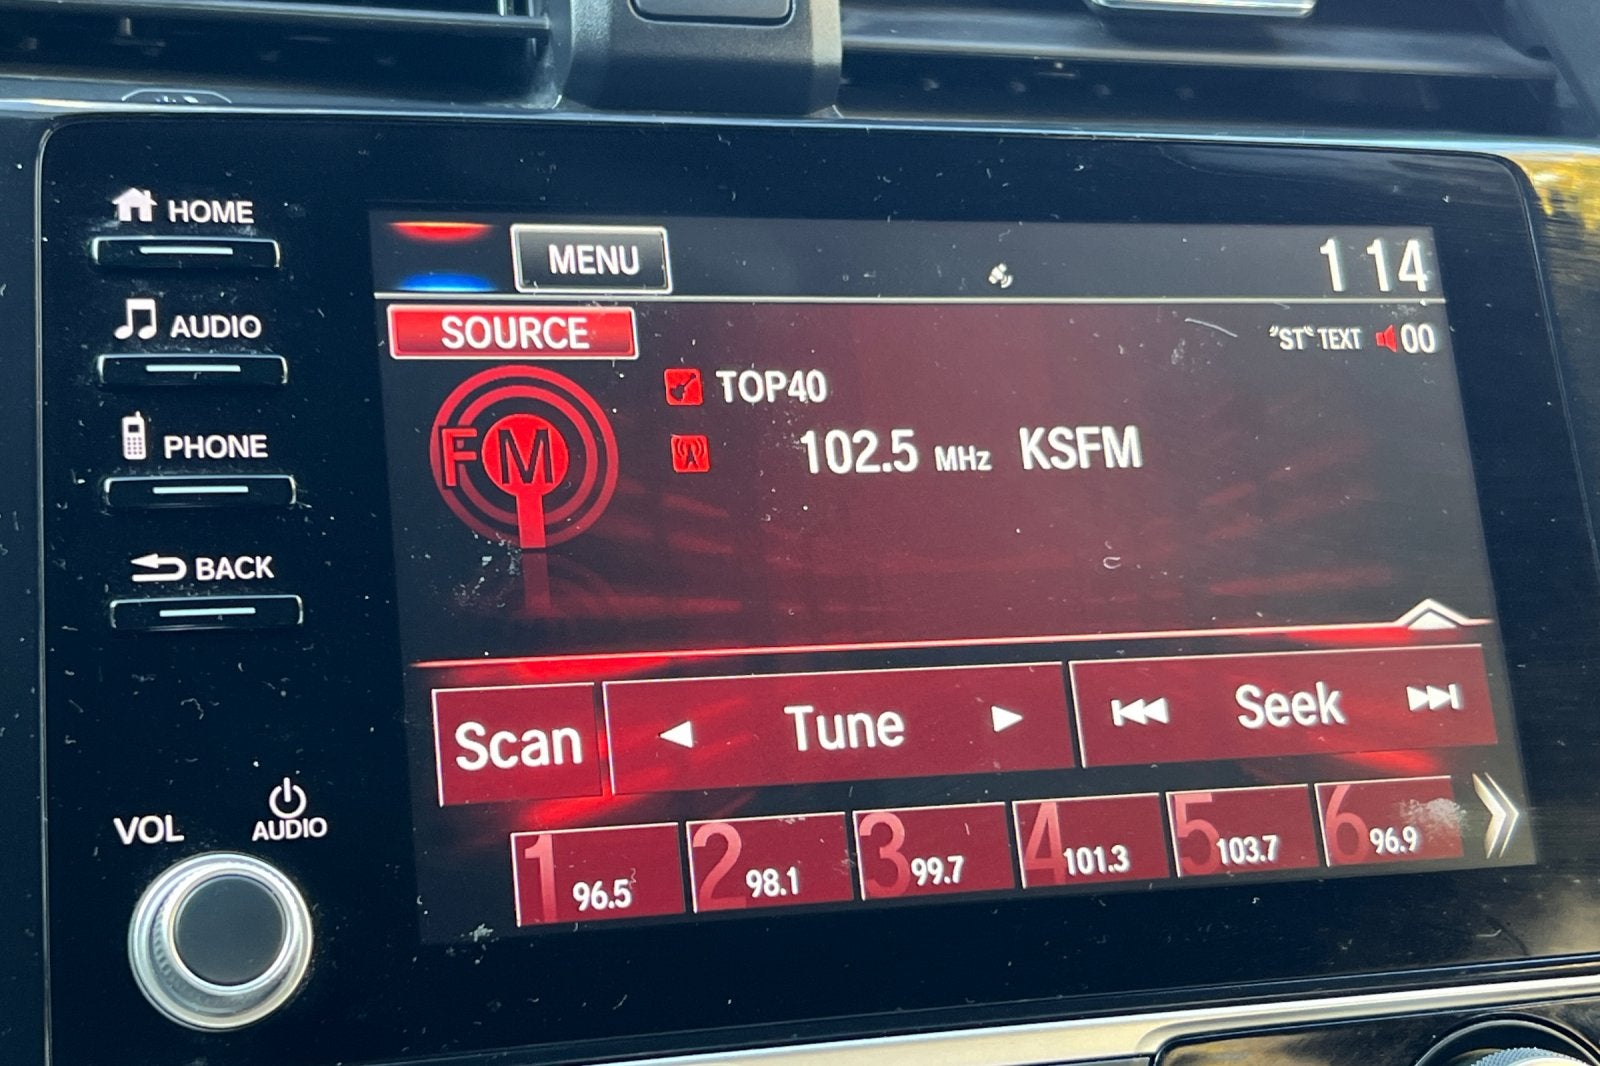 HOME
AUDIO
PHONE
BACK
VOL
AUDIO
MENU
1 14
SOURCE
"ST" TEXT 00
FM
TOP40
102.5 MHz KSFM
Scan
Tune
Seek
1 96.5
2 98.1
3 99.7
4 101.3
5 103.7
6 96.9